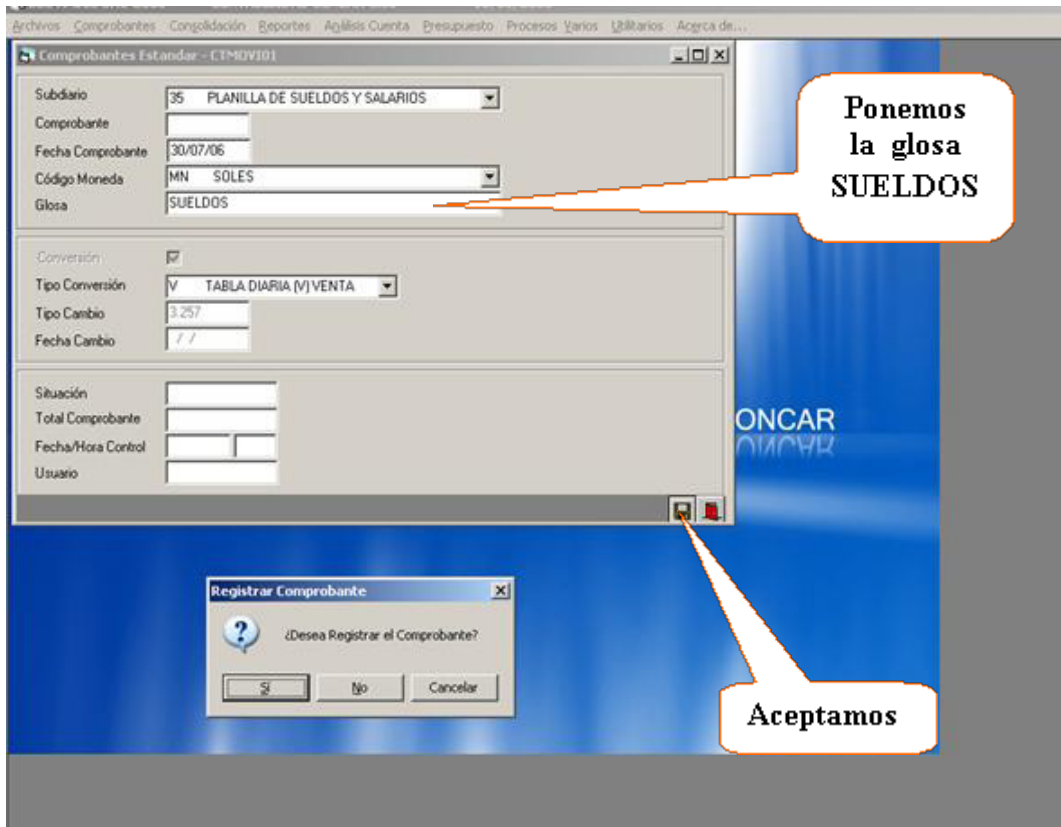 Archivos Comprobantes Consolidación Reportes Análisis Cuenta Presupuesto Procesos Varios Utilitarios Acerca de...
Comprobantes Estandar - CTMOVI01
Subdiario 35 PLANILLA DE SUELDOS Y SALARIOS
Comprobante
Fecha Comprobante 30/07/06
Código Moneda MN SOLES
Glosa SUELDOS
Ponemos
la glosa
SUELDOS
Conversión
Tipo Conversión V TABLA DIARIA (V) VENTA
Tipo Cambio 3.257
Fecha Cambio / /
Situación
Total Comprobante
Fecha/Hora Control
Usuario
ONCAR
Registrar Comprobante
¿Desea Registrar el Comprobante?
Sí No Cancelar
Aceptamos